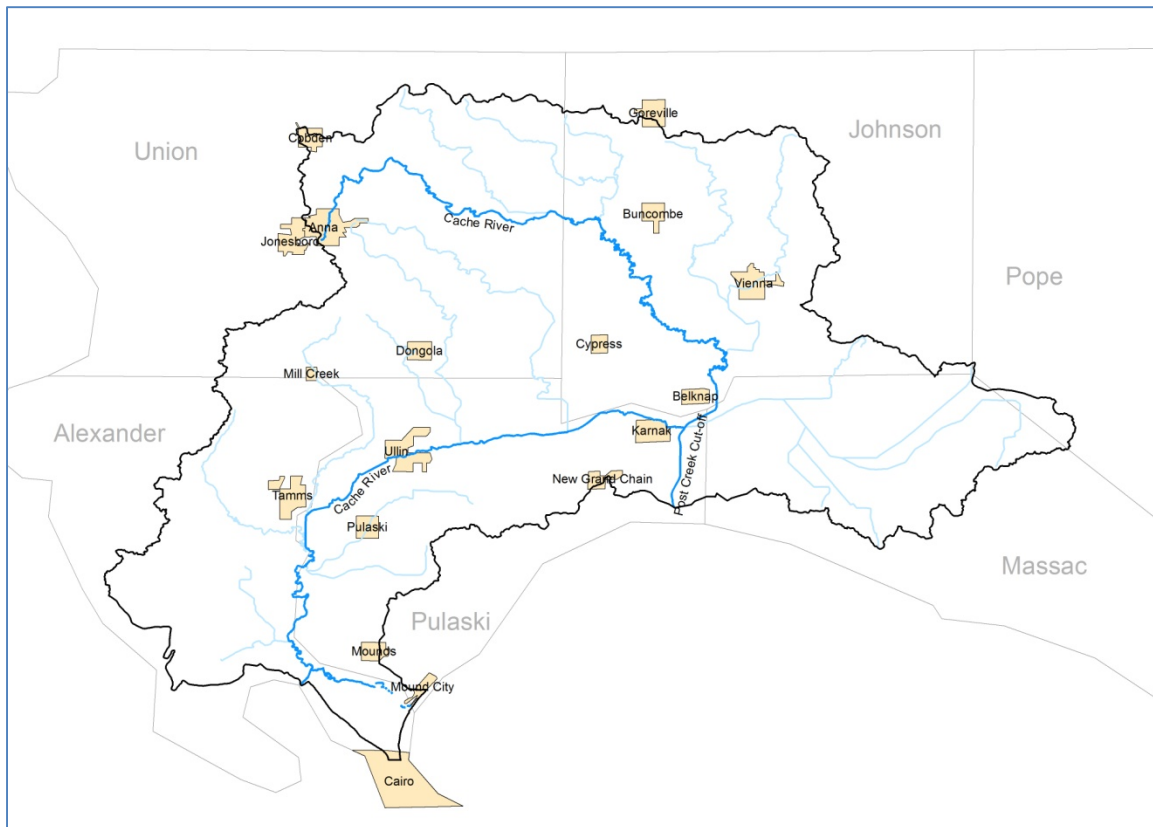 Goreville
Johnson
Cobden
Union
Buncombe
Cache River
Anna
Jonesboro
Pope
Vienna
Cypress
Dongola
Mill Creek
Belknap
Alexander
Karnak
Post Creek Cut-off
Ullin
New Grand Chain
Cache River
Tamms
Pulaski
Massac
Pulaski
Mounds
Mound City
Cairo